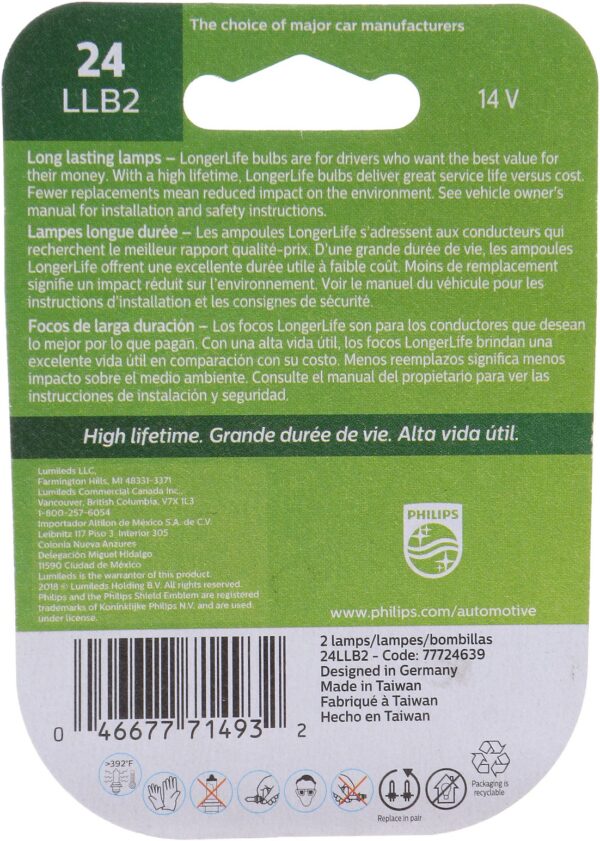 The choice of major car manufacturers
24
LLB2
14 V
Long lasting lamps – LongerLife bulbs are for drivers who want the best value for
their money. With a high lifetime, LongerLife bulbs deliver great service life versus cost.
Fewer replacements mean reduced impact on the environment. See vehicle owner's
manual for installation and safety instructions.
Lampes longue durée – Les ampoules LongerLife s'adressent aux conducteurs qui
recherchent le meilleur rapport qualité-prix. D'une grande durée de vie, les ampoules
LongerLife offrent une excellente durée utile à faible coût. Moins de remplacement
signifie un impact réduit sur l'environnement. Voir le manuel du véhicule pour les
instructions d'installation et les consignes de sécurité.
Focos de larga duración – Los focos LongerLife son para los conductores que desean
lo mejor por lo que pagan. Con una alta vida útil, los focos LongerLife brindan una
excelente vida útil en comparación con su costo. Menos reemplazos significa menos
impacto sobre el medio ambiente. Consulte el manual del propietario para ver las
instrucciones de instalación y seguridad.
High lifetime. Grande durée de vie. Alta vida útil.
Lumileds LLC,
Farmington Hills, MI 48331-3371
Lumileds Commercial Canada Inc.,
Vancouver, British Columbia, V7X 1L3
1-800-257-6054
Importador Altilon de México S.A. de C.V.
Leibnitz 117 Piso 3 Interior 305
Colonia Nueva Anzures
Delegación Miguel Hidalgo
11590 Ciudad de México
Lumileds is the warrantor of this product.
2018 © Lumileds Holding B.V. All rights reserved.
Philips and the Philips Shield Emblem are registered
trademarks of Koninklijke Philips N.V. and are used
under license.
PHILIPS
www.philips.com/automotive
2 lamps/lampes/bombillas
24LLB2 - Code: 77724639
Designed in Germany
Made in Taiwan
Fabriqué à Taiwan
Hecho en Taiwan
0 46677 71493 2
>392°F
Replace in pair
Packaging is
recyclable